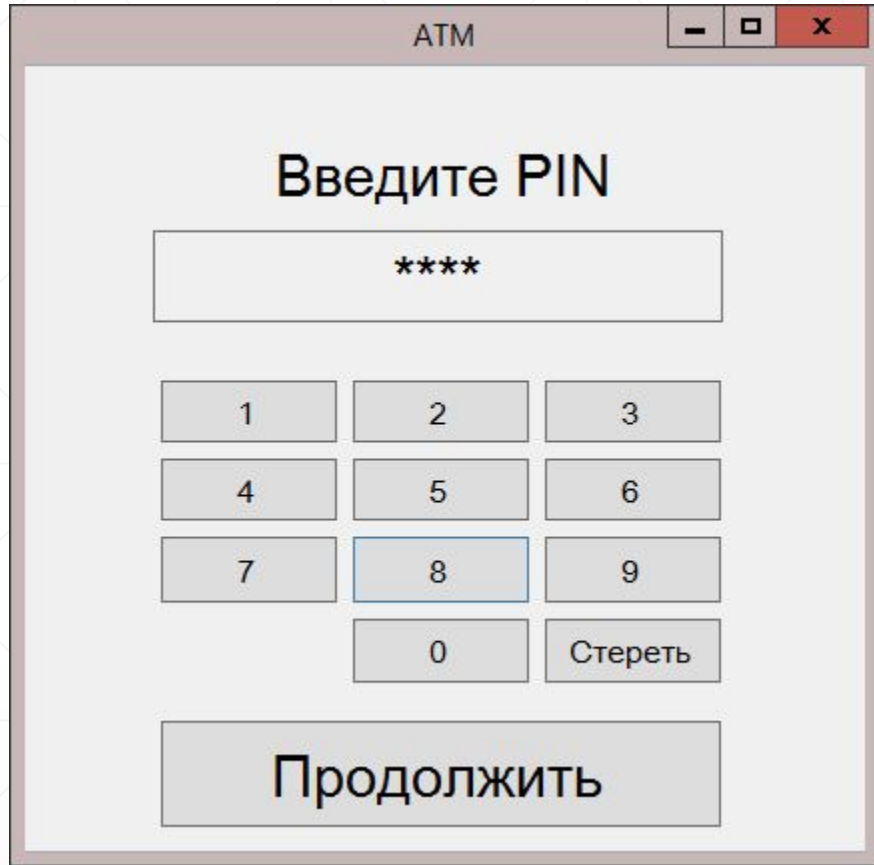 ATM
Введите PIN
****
1 2 3
4 5 6
7 8 9
0 Стереть
Продолжить